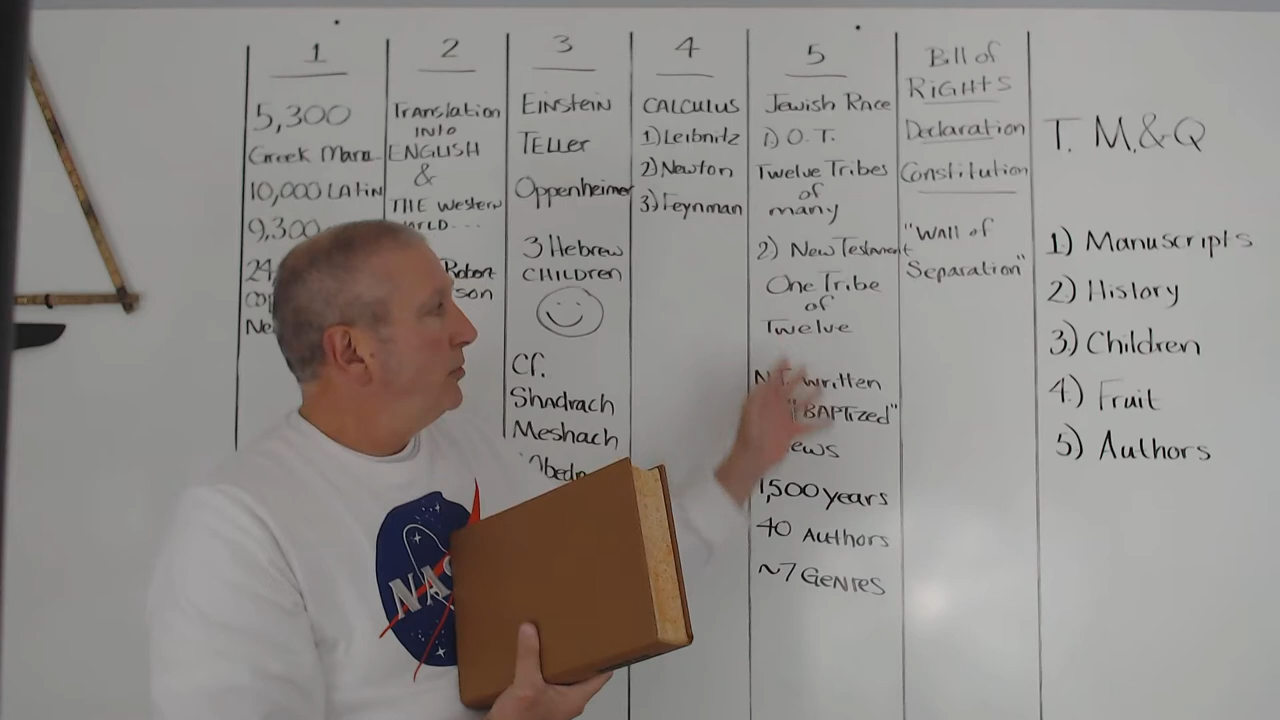 1
5,300
Greek Manu
10,000 LATIN
9,300
24
2
Translation
into
ENGLISH
&
THE Western
Robert
son
3
EINSTEIN
TELLer
Oppenheimer
3 Hebrew
CHILDREN
Cf.
Shadrach
Meshach
4
CALCULUS
1) Leibnitz
2) Newton
3) Feynman
5
Jewish Race
1) O.T.
Twelve Tribes
of
many
2) New Testament
One Tribe
of
Twelve
N.T. written
"BAPTized"
ews
1,500 years
40 Authors
~7 GENRES
Bill of
RIGHTS
Declaration
Constitution
"Wall of
Separation"
T. M.&Q
1) Manuscripts
2) History
3) Children
4) Fruit
5) Authors
NAS